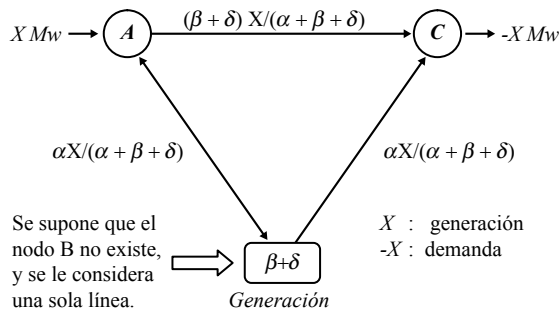 (β + δ) X/(α + β + δ)
X Mw
A
C
-X Mw
αX/(α + β + δ)
αX/(α + β + δ)
Se supone que el
nodo B no existe,
y se le considera
una sola línea.
β+δ
Generación
X : generación
-X : demanda